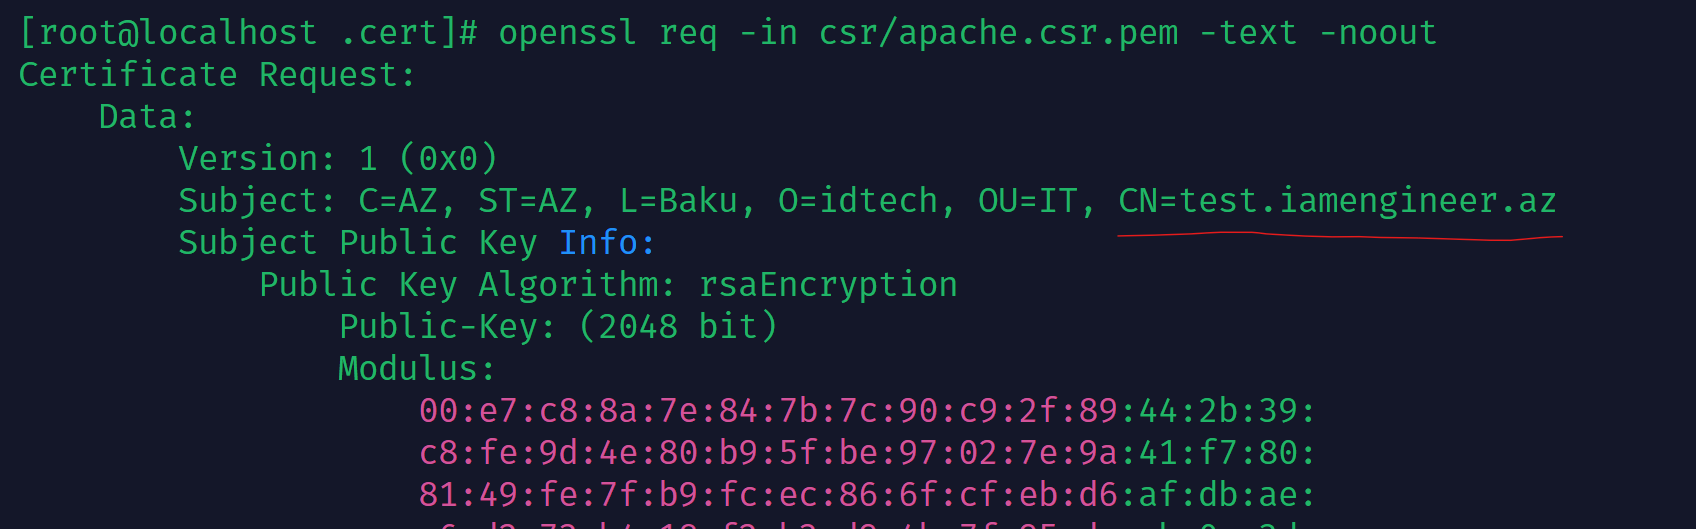 [root@localhost .cert]# openssl req -in csr/apache.csr.pem -text -noout
Certificate Request:
Data:
Version: 1 (0x0)
Subject: C=AZ, ST=AZ, L=Baku, O=idtech, OU=IT, CN=test.iamengineer.az
Subject Public Key Info:
Public Key Algorithm: rsaEncryption
Public-Key: (2048 bit)
Modulus:
00:e7:c8:8a:7e:84:7b:7c:90:c9:2f:89:44:2b:39:
c8:fe:9d:4e:80:b9:5f:be:97:02:7e:9a:41:f7:80:
81:49:fe:7f:b9:fc:ec:86:6f:cf:eb:d6:af:db:ae: